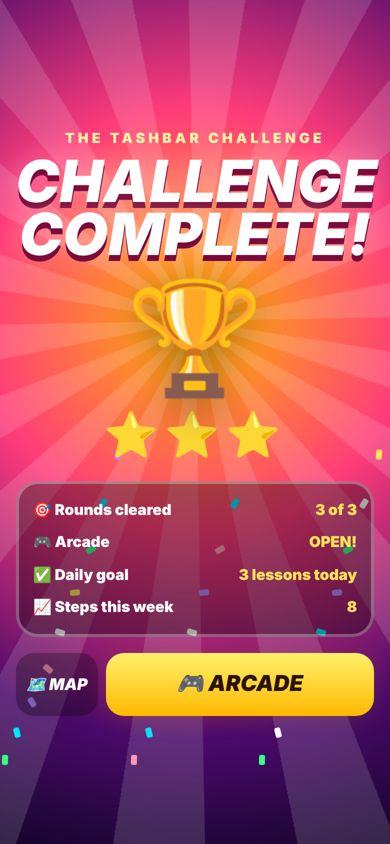 THE TASHBAR CHALLENGE
CHALLENGE
COMPLETE!
Rounds cleared 3 of 3
Arcade OPEN!
Daily goal 3 lessons today
Steps this week 8
MAP
ARCADE